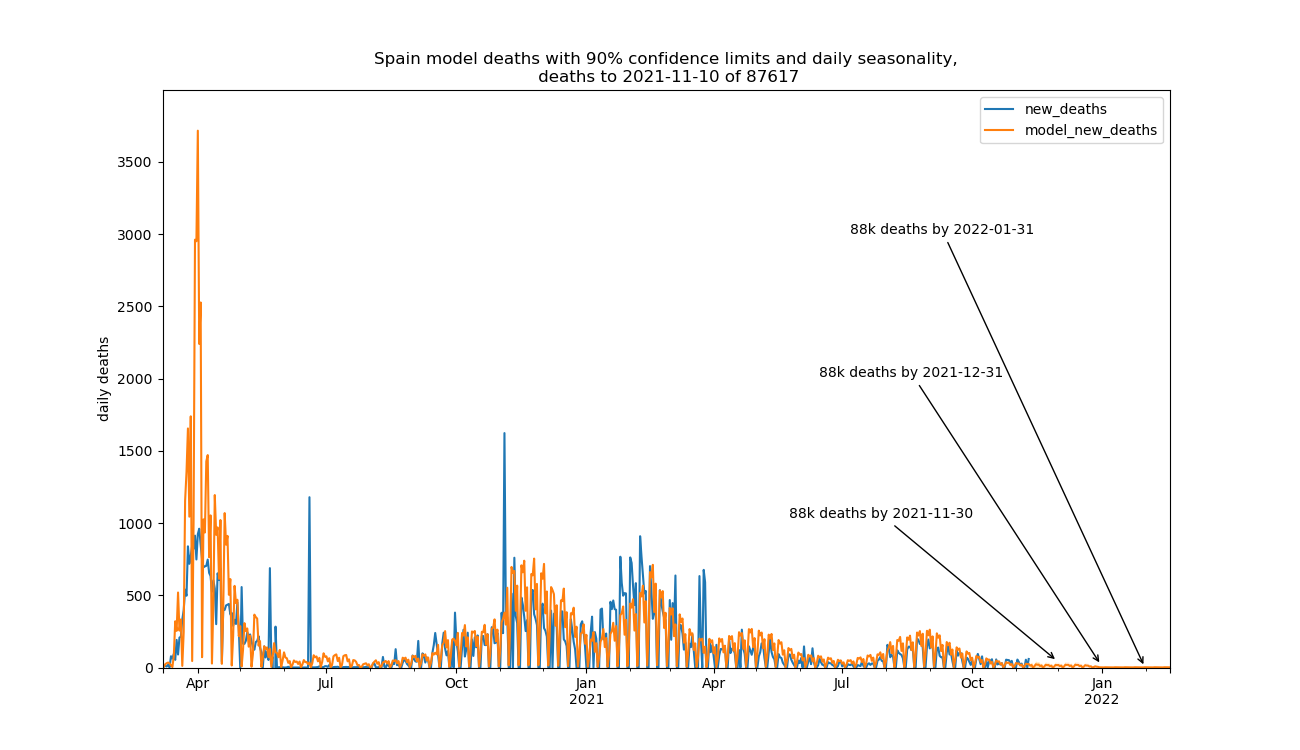 Spain model deaths with 90% confidence limits and daily seasonality,
deaths to 2021-11-10 of 87617
new_deaths
model_new_deaths
daily deaths
3500
3000
2500
2000
1500
1000
500
0
88k deaths by 2022-01-31
88k deaths by 2021-12-31
88k deaths by 2021-11-30
Apr Jul Oct Jan Apr Jul Oct Jan
2021 2022